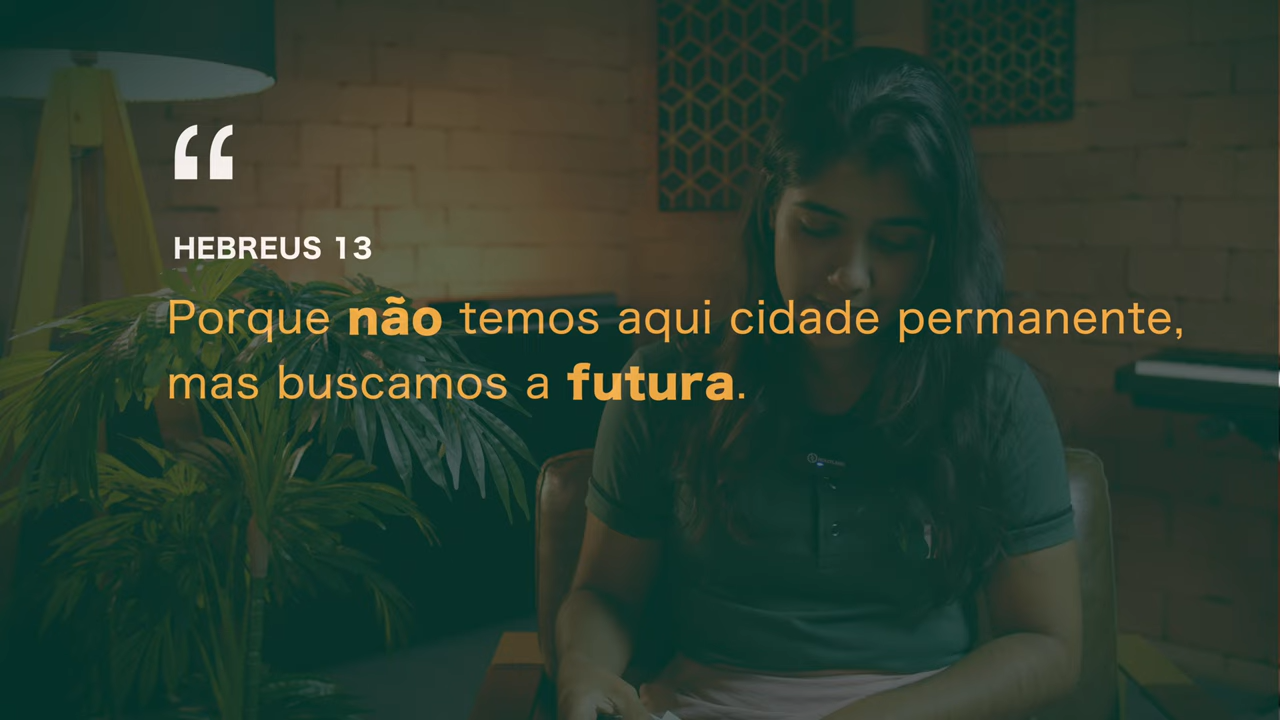 “
HEBREUS 13
Porque não temos aqui cidade permanente,
mas buscamos a futura.